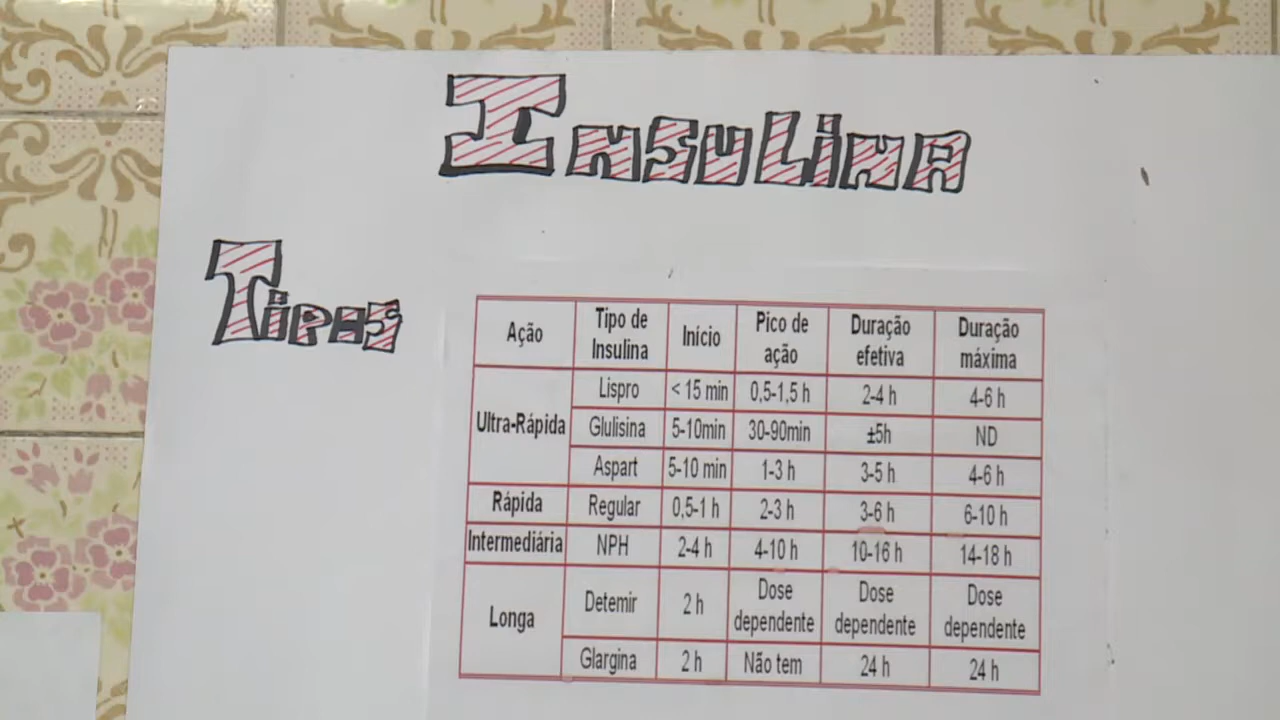 Insulina
Tipos
Ação Tipo de Insulina Início Pico de ação Duração efetiva Duração máxima
Ultra-Rápida Lispro < 15 min 0,5-1,5 h 2-4 h 4-6 h
Glulisina 5-10min 30-90min ±5h ND
Aspart 5-10 min 1-3 h 3-5 h 4-6 h
Rápida Regular 0,5-1 h 2-3 h 3-6 h 6-10 h
Intermediária NPH 2-4 h 4-10 h 10-16 h 14-18 h
Longa Detemir 2 h Dose dependente Dose dependente Dose dependente
Glargina 2 h Não tem 24 h 24 h